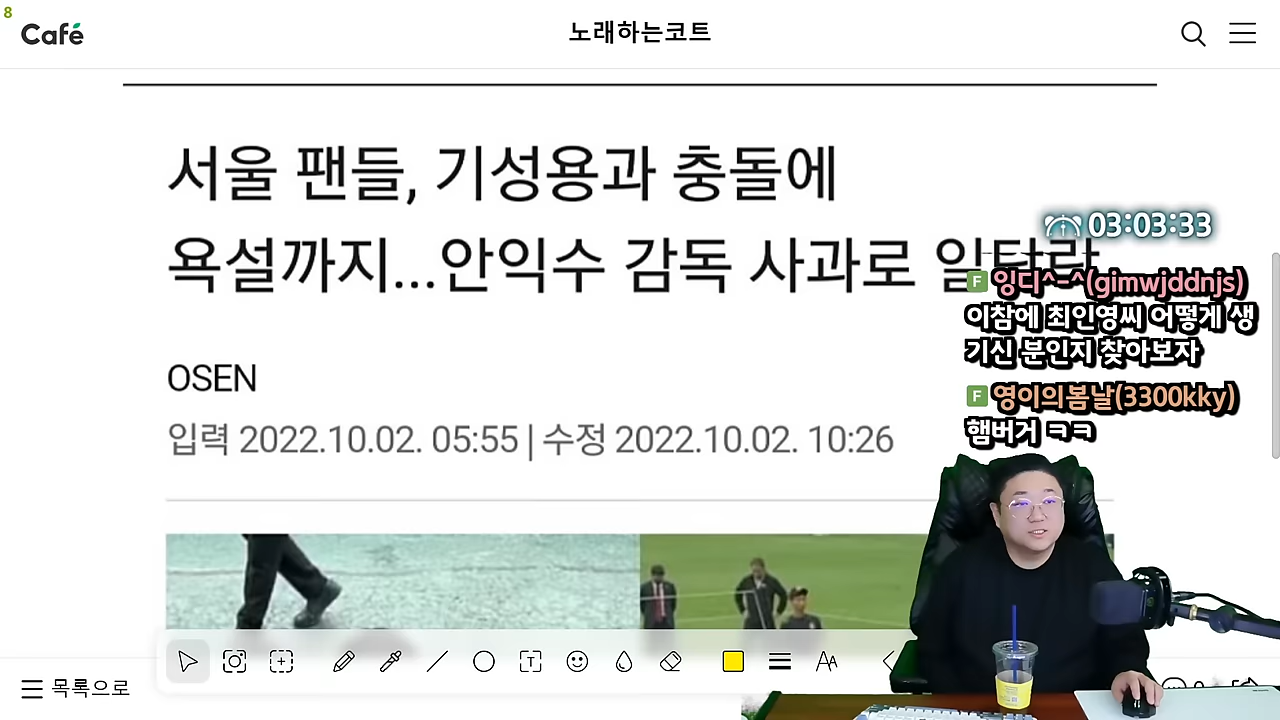 8
Café
노래하는코트
서울 팬들, 기성용과 충돌에
욕설까지...안익수 감독 사과로 일단락
03:03:33
F 잉디^-^(gimwjddnjs)
이참에 최인영씨 어떻게 생
기신 분인지 찾아보자
F 영이의봄날(3300kky)
햄버거 ㅋㅋ
OSEN
입력 2022.10.02. 05:55 | 수정 2022.10.02. 10:26
T
AA
목록으로